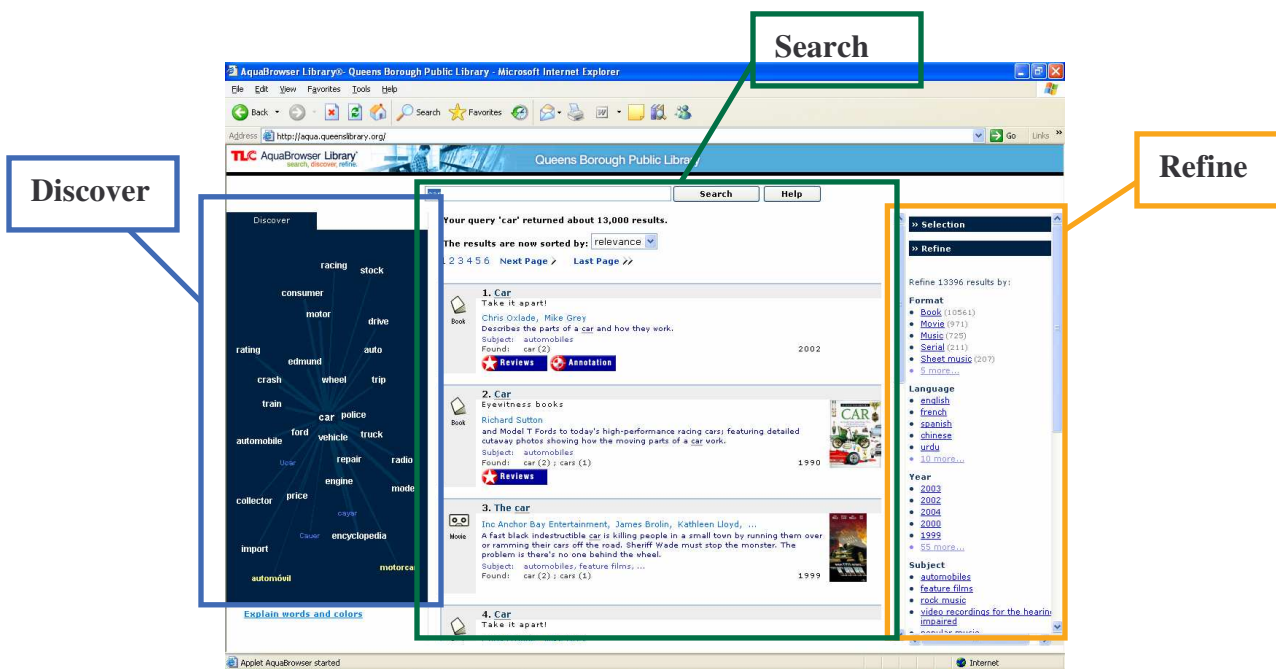 Search
Discover
Refine
AquaBrowser Library®- Queens Borough Public Library - Microsoft Internet Explorer
File Edit View Favorites Tools Help
Back Search Favorites
Address http://aqua.queenslibrary.org/ Go Links »
TLC AquaBrowser Library®
search, discover, refine.
Queens Borough Public Library
Search Help
Discover
racing
stock
consumer
motor
drive
rating
auto
edmund
crash
wheel
trip
train
car
police
ford
truck
automobile
vehicle
Ucar
repair
radio
engine
mode
collector
price
cayar
Cauer
encyclopedia
import
motorcar
automóvil
Explain words and colors
Your query 'car' returned about 13,000 results.
The results are now sorted by: relevance
1 2 3 4 5 6 Next Page Last Page
1. Car
Take it apart!
Book
Chris Oxlade, Mike Grey
Describes the parts of a car and how they work.
Subject: automobiles
Found: car (2) 2002
Reviews Annotation
2. Car
Eyewitness books
Book
Richard Sutton
and Model T Fords to today's high-performance racing cars; featuring detailed
cutaway photos showing how the moving parts of a car work.
Subject: automobiles
Found: car (2) ; cars (1) 1990
Reviews
CAR
3. The car
Movie
Inc Anchor Bay Entertainment, James Brolin, Kathleen Lloyd, ...
A fast black indestructible car is killing people in a small town by running them over
or ramming their cars off the road. Sheriff Wade must stop the monster. The
problem is there's no one behind the wheel.
Subject: automobiles, feature films, ...
Found: car (2) ; cars (1) 1999
4. Car
Take it apart!
» Selection
» Refine
Refine 13396 results by:
Format
• Book (10561)
• Movie (971)
• Music (725)
• Serial (211)
• Sheet music (207)
• 5 more...
Language
• english
• french
• spanish
• chinese
• urdu
• 10 more...
Year
• 2003
• 2002
• 2004
• 2000
• 1999
• 55 more...
Subject
• automobiles
• feature films
• rock music
• video recordings for the hearing
impaired
• popular music
Applet AquaBrowser started
Internet